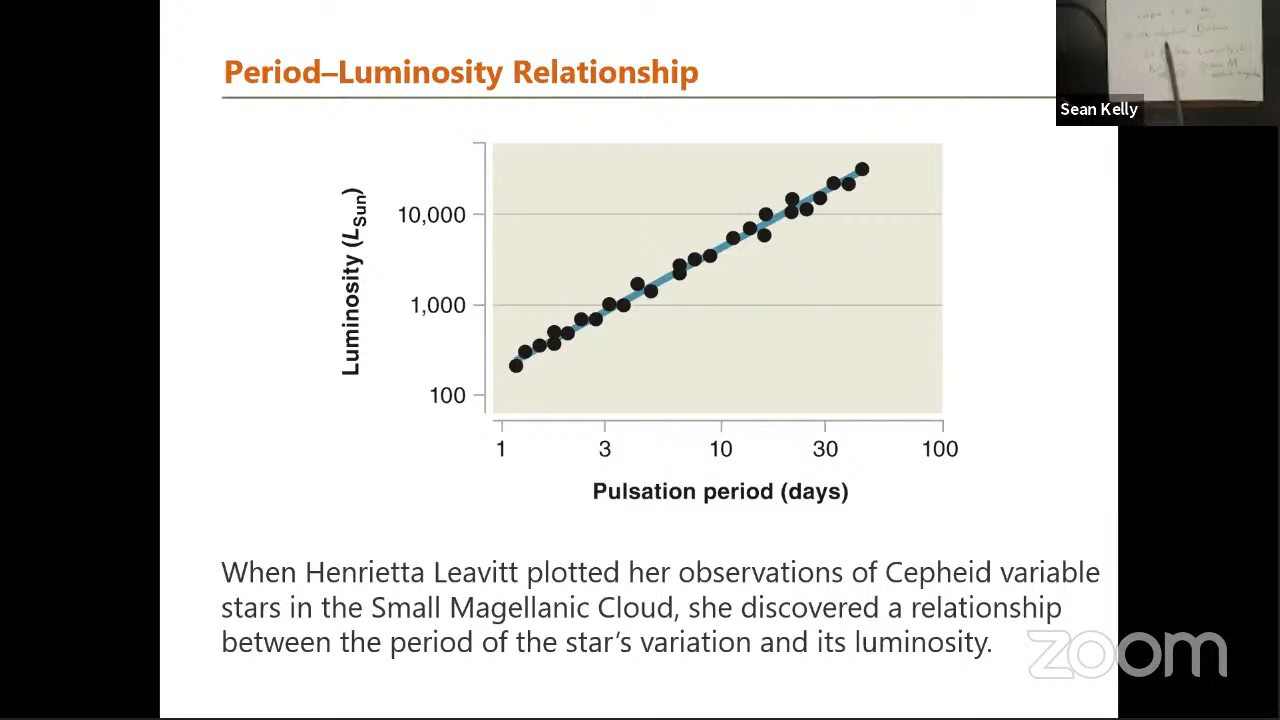 Period–Luminosity Relationship
Sean Kelly
Luminosity (LSun)
10,000
1,000
100
1 3 10 30 100
Pulsation period (days)
When Henrietta Leavitt plotted her observations of Cepheid variable
stars in the Small Magellanic Cloud, she discovered a relationship
between the period of the star’s variation and its luminosity.
zoom